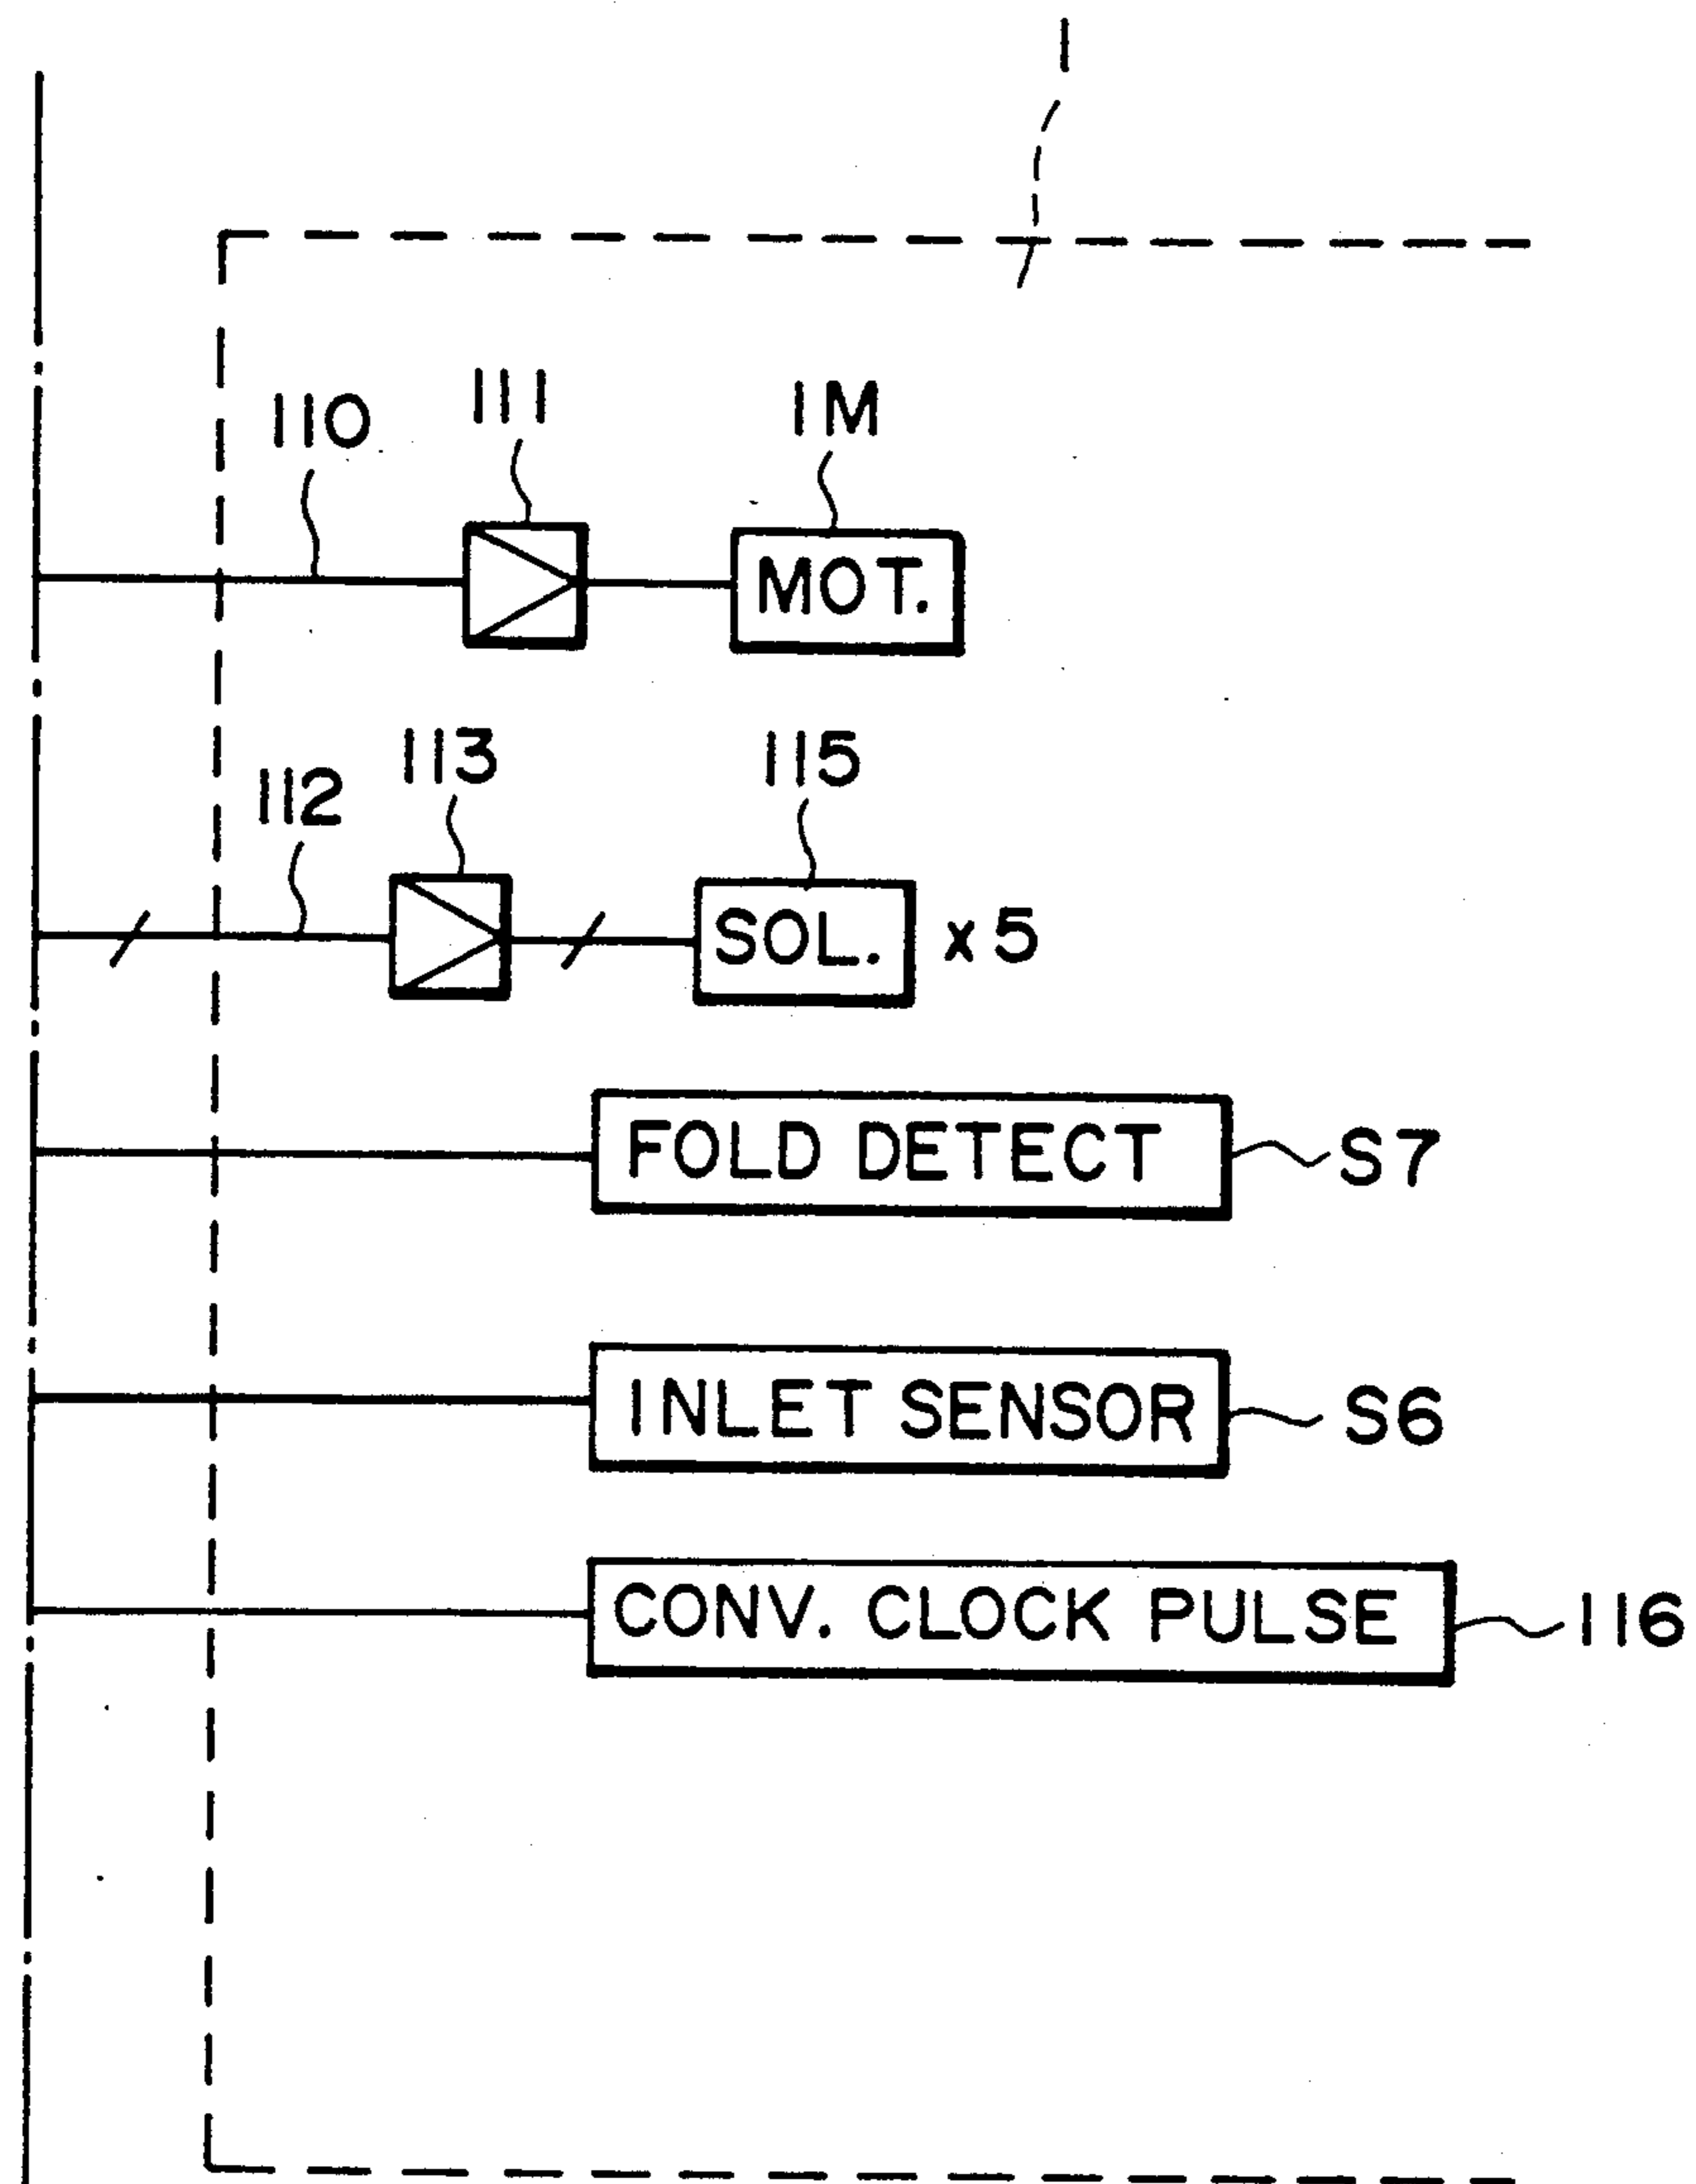 1
110
111
1M
MOT.
112
113
115
SOL. x5
FOLD DETECT S7
INLET SENSOR S6
CONV. CLOCK PULSE 116